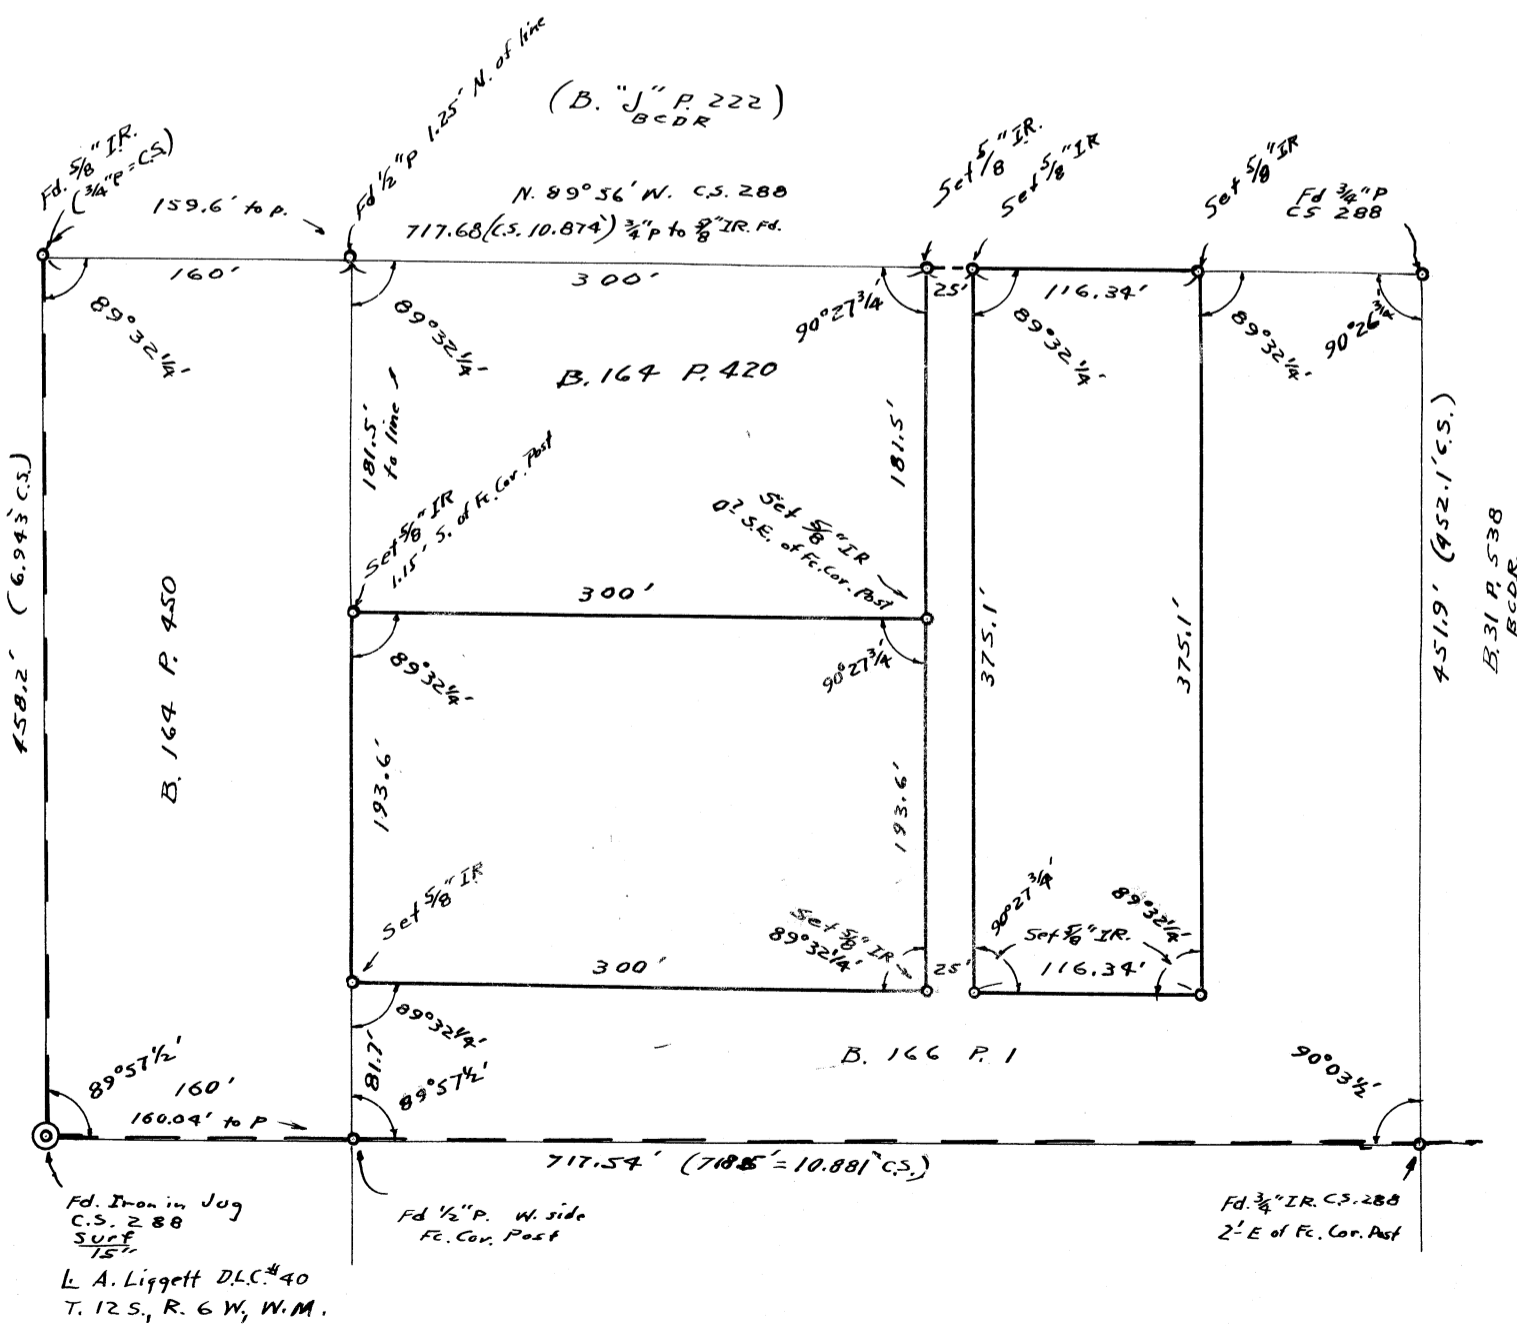 (B. "J" P. 222)
BCDR
Fd. 5/8" I.R.
(3/4"P = C.S.)
159.6' to P.
Fd 1/2"P 1.25' N. of line
N. 89°56' W. C.S. 288
717.68 (C.S. 10.874`) 3/4"P to 5/8" I.R. Fd.
Set 5/8" I.R.
Set 5/8" IR
Set 5/8" IR
Fd 3/4"P
CS 288
160'
300'
25'
116.34'
89°32 1/4'
89°32 1/4'
90°27 3/4'
89°32 1/4'
89°32 1/4'
90°26 3/4'
B. 164 P. 420
181.5'
to line
181.5'
458.2' (6.943` C.S.)
B. 164 P. 450
Set 5/8" IR
1.15' S. of Fc. Cor. Post
Set 5/8" IR
S.E. of Fc. Cor. Post
375.1'
375.1'
451.9' (452.1' C.S.)
B. 31 P. 538
BCDR.
300'
89°32 1/4'
90°27 3/4'
193.6'
193.6'
Set 5/8" IR
Set 5/8" IR
89°32 1/4'
90°27 3/4'
89°32 1/4'
Set 5/8" IR.
300'
25'
116.34'
89°32 1/4'
81.7'
B. 166 P. 1
89°57 1/2'
160'
160.04' to P
89°57 1/2'
90°03 1/2'
717.54' (718.15' = 10.881` C.S.)
Fd. Iron in Jug
C.S. 288
Surf
15"
L. A. Liggett D.L.C. #40
T. 12 S., R. 6 W., W.M.
Fd 1/2"P. W. side
Fc. Cor. Post
Fd. 3/4" IR. C.S. 288
2' E of Fc. Cor. Post